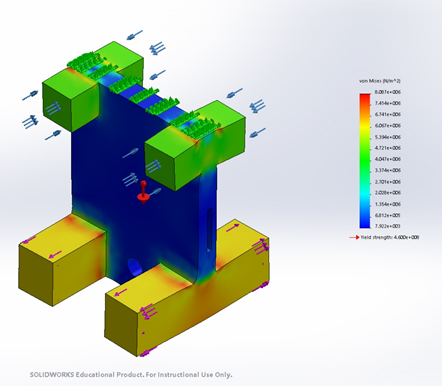 von Mises (N/m^2)
8.087e+006
7.414e+006
6.741e+006
6.067e+006
5.394e+006
4.721e+006
4.047e+006
3.374e+006
2.701e+006
2.028e+006
1.354e+006
6.812e+005
7.922e+003
Yield strength: 4.600e+008
SOLIDWORKS Educational Product. For Instructional Use Only.